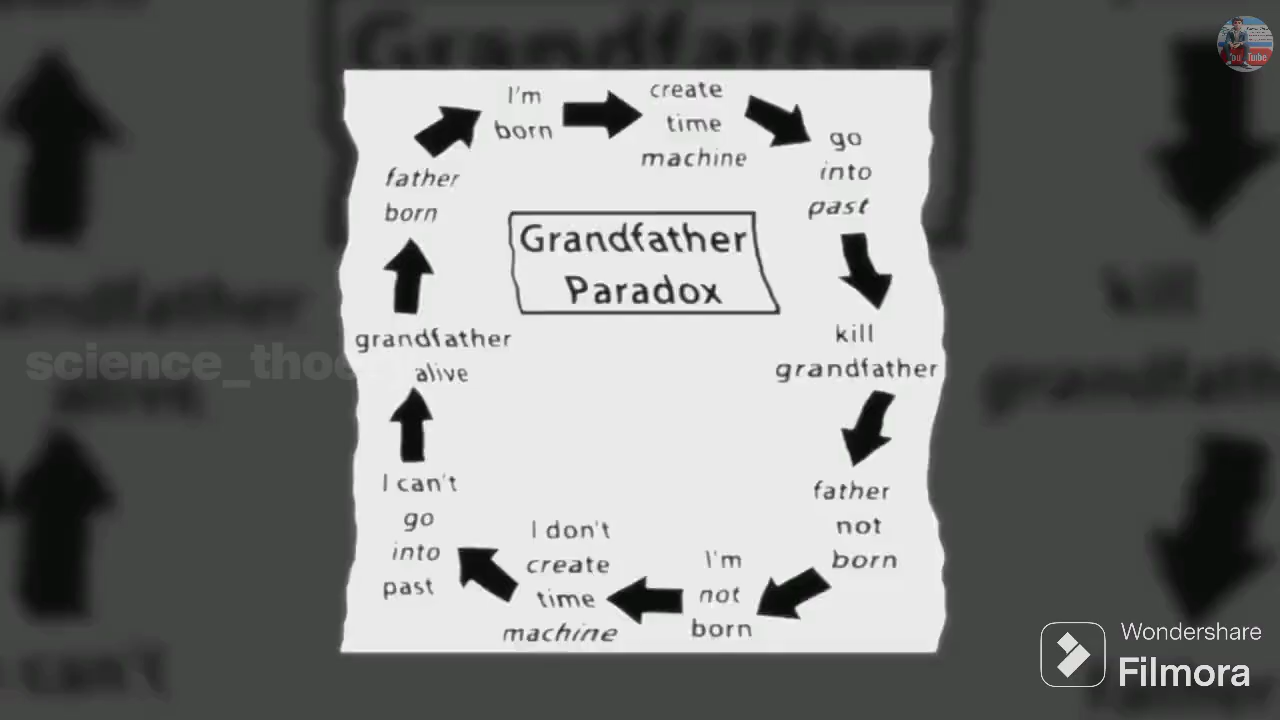 Grandfather
Paradox
I'm
born
create
time
machine
go
into
past
kill
grandfather
father
not
born
I'm
not
born
I don't
create
time
machine
I can't
go
into
past
grandfather
alive
father
born
Wondershare
Filmora